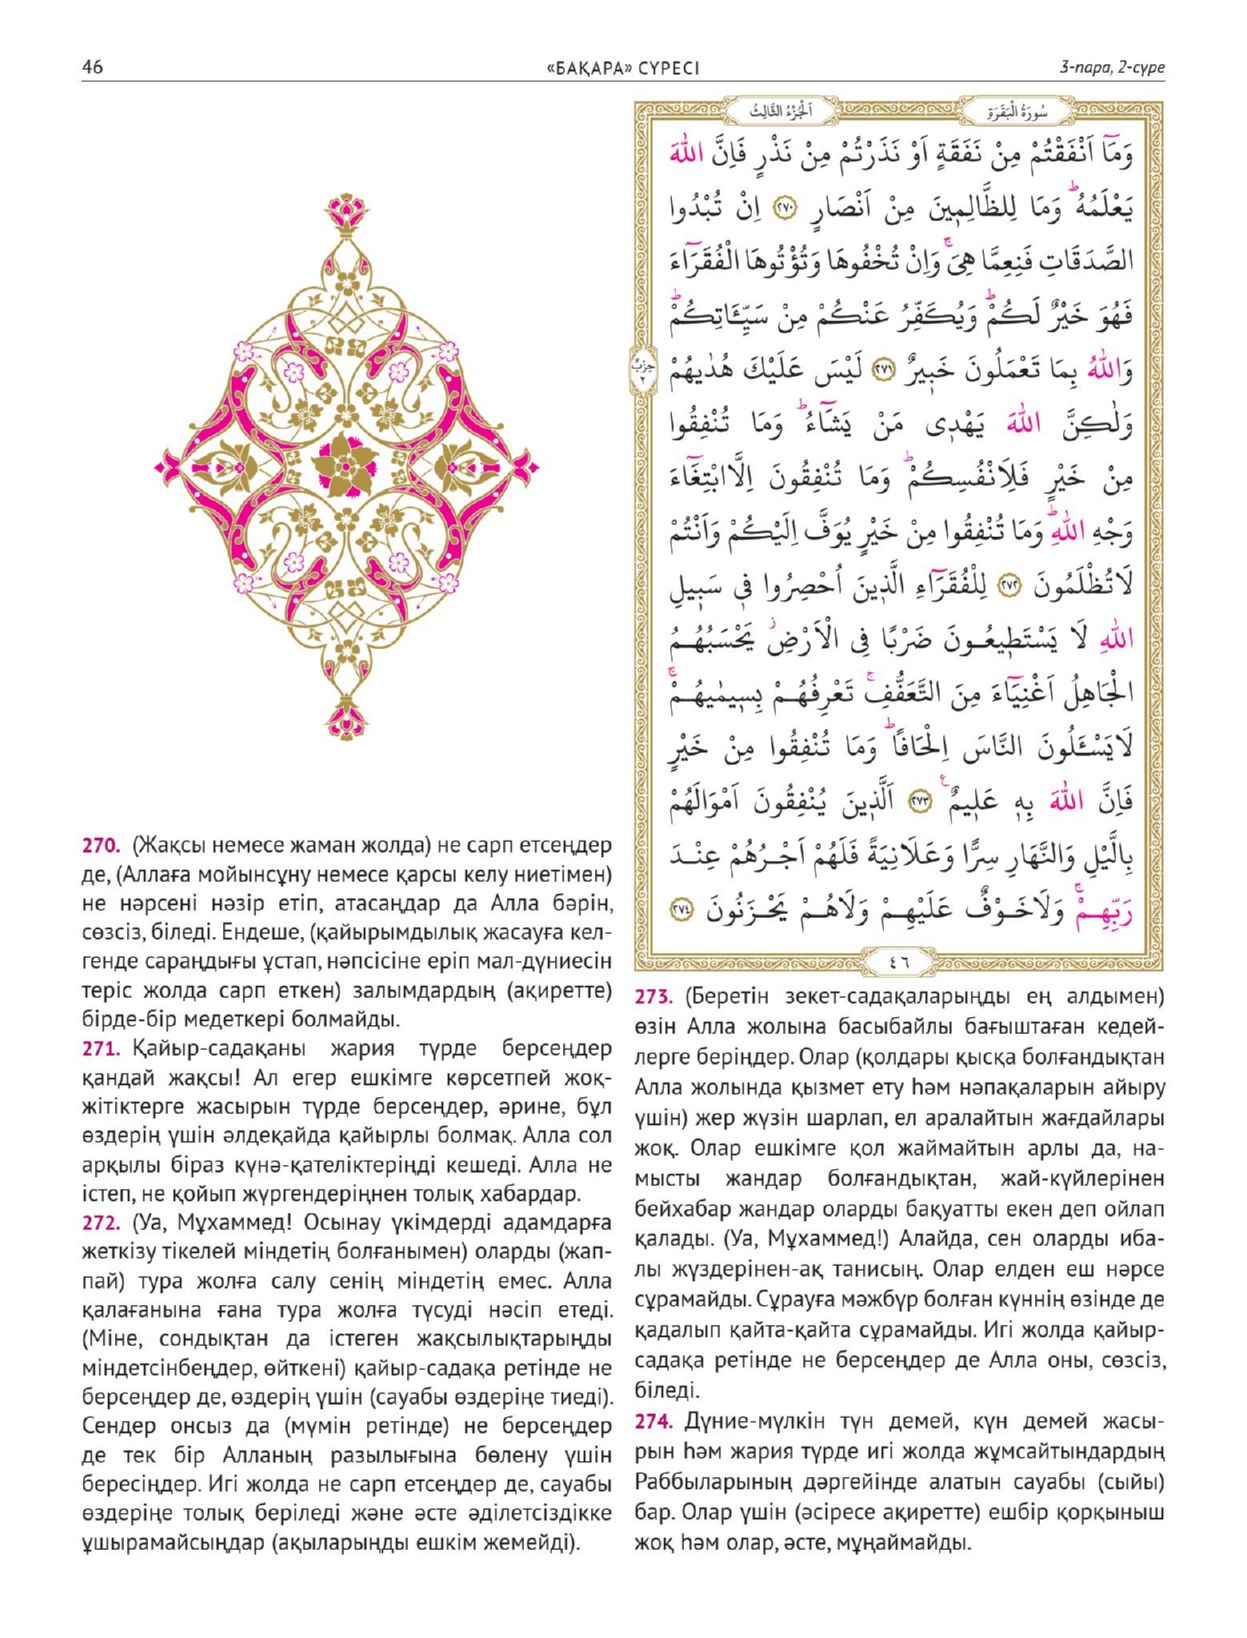 46
«БАҚАРА» СҮРЕСІ
3-пара, 2-сүре
اَلْجُزْءُ الثَّالِثُ
سُورَةُ الْبَقَرَةِ
وَمَٓا اَنْفَقْتُمْ مِنْ نَفَقَةٍ اَوْ نَذَرْتُمْ مِنْ نَذْرٍ فَاِنَّ اللّٰهَ
يَعْلَمُهُۜ وَمَا لِلظَّالِم۪ينَ مِنْ اَنْصَارٍ ﴿٢٧٠﴾ اِنْ تُبْدُوا
الصَّدَقَاتِ فَنِعِمَّا هِيَۚ وَاِنْ تُخْفُوهَا وَتُؤْتُوهَا الْفُقَرَٓاءَ
فَهُوَ خَيْرٌ لَكُمْۜ وَيُكَفِّرُ عَنْكُمْ مِنْ سَيِّـَٔاتِكُمْۜ
وَاللّٰهُ بِمَا تَعْمَلُونَ خَب۪يرٌ ﴿٢٧١﴾ لَيْسَ عَلَيْكَ هُدٰيهُمْ
وَلٰكِنَّ اللّٰهَ يَهْد۪ي مَنْ يَشَٓاءُۜ وَمَا تُنْفِقُوا
مِنْ خَيْرٍ فَلِاَنْفُسِكُمْۜ وَمَا تُنْفِقُونَ اِلَّا ابْتِغَٓاءَ
وَجْهِ اللّٰهِۜ وَمَا تُنْفِقُوا مِنْ خَيْرٍ يُوَفَّ اِلَيْكُمْ وَاَنْتُمْ
لَا تُظْلَمُونَ ﴿٢٧٢﴾ لِلْفُقَرَٓاءِ الَّذ۪ينَ اُحْصِرُوا ف۪ي سَب۪يلِ
اللّٰهِ لَا يَسْتَط۪يعُونَ ضَرْبًا فِي الْاَرْضِۘ يَحْسَبُهُمُ
الْجَاهِلُ اَغْنِيَٓاءَ مِنَ التَّعَفُّفِۚ تَعْرِفُهُمْ بِس۪يمٰيهُمْۚ
لَا يَسْـَٔلُونَ النَّاسَ اِلْحَافًاۜ وَمَا تُنْفِقُوا مِنْ خَيْرٍ
فَاِنَّ اللّٰهَ بِه۪ عَل۪يمٌ ﴿٢٧٣﴾ اَلَّذ۪ينَ يُنْفِقُونَ اَمْوَالَهُمْ
بِالَّيْلِ وَالنَّهَارِ سِرًّا وَعَلَانِيَةً فَلَهُمْ اَجْرُهُمْ عِنْدَ
رَبِّهِمْۚ وَلَا خَوْفٌ عَلَيْهِمْ وَلَا هُمْ يَحْزَنُونَ ﴿٢٧٤﴾
حِزْبٌ
٢
٤٦
270. (Жақсы немесе жаман жолда) не сарп етсеңдер
де, (Аллаға мойынсұну немесе қарсы келу ниетімен)
не нәрсені нәзір етіп, атасаңдар да Алла бәрін,
сөзсіз, біледі. Ендеше, (қайырымдылық жасауға кел-
генде сараңдығы ұстап, нәпсісіне еріп мал-дүниесін
теріс жолда сарп еткен) залымдардың (ақиретте)
бірде-бір медеткері болмайды.
271. Қайыр-садақаны жария түрде берсеңдер
қандай жақсы! Ал егер ешкімге көрсетпей жоқ-
жітіктерге жасырын түрде берсеңдер, әрине, бұл
өздерің үшін әлдеқайда қайырлы болмақ. Алла сол
арқылы біраз күнә-қателіктеріңді кешеді. Алла не
істеп, не қойып жүргендеріңнен толық хабардар.
272. (Уа, Мұхаммед! Осынау үкімдерді адамдарға
жеткізу тікелей міндетің болғанымен) оларды (жап-
пай) тура жолға салу сенің міндетің емес. Алла
қалағанына ғана тура жолға түсуді нәсіп етеді.
(Міне, сондықтан да істеген жақсылықтарыңды
міндетсінбеңдер, өйткені) қайыр-садақа ретінде не
берсеңдер де, өздерің үшін (сауабы өздеріңе тиеді).
Сендер онсыз да (мүмін ретінде) не берсеңдер
де тек бір Алланың разылығына бөлену үшін
бересіңдер. Игі жолда не сарп етсеңдер де, сауабы
өздеріңе толық беріледі және әсте әділетсіздікке
ұшырамайсыңдар (ақыларыңды ешкім жемейді).
273. (Беретін зекет-садақаларыңды ең алдымен)
өзін Алла жолына басыбайлы бағыштаған кедей-
лерге беріңдер. Олар (қолдары қысқа болғандықтан
Алла жолында қызмет ету һәм нәпақаларын айыру
үшін) жер жүзін шарлап, ел аралайтын жағдайлары
жоқ. Олар ешкімге қол жаймайтын арлы да, на-
мысты жандар болғандықтан, жай-күйлерінен
бейхабар жандар оларды бақуатты екен деп ойлап
қалады. (Уа, Мұхаммед!) Алайда, сен оларды иба-
лы жүздерінен-ақ танисың. Олар елден еш нәрсе
сұрамайды. Сұрауға мәжбүр болған күннің өзінде де
қадалып қайта-қайта сұрамайды. Игі жолда қайыр-
садақа ретінде не берсеңдер де Алла оны, сөзсіз,
біледі.
274. Дүние-мүлкін түн демей, күн демей жасы-
рын һәм жария түрде игі жолда жұмсайтындардың
Раббыларының дәргейінде алатын сауабы (сыйы)
бар. Олар үшін (әсіресе ақиретте) ешбір қорқыныш
жоқ һәм олар, әсте, мұңаймайды.